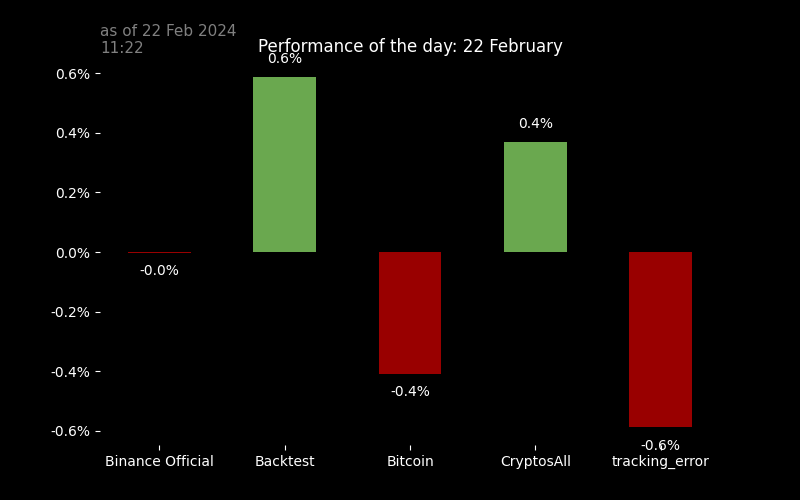 as of 22 Feb 2024
11:22
Performance of the day: 22 February
0.6%
0.4%
0.2%
0.0%
-0.2%
-0.4%
-0.6%
-0.0%
0.6%
-0.4%
0.4%
-0.6%
Binance Official
Backtest
Bitcoin
CryptosAll
tracking_error